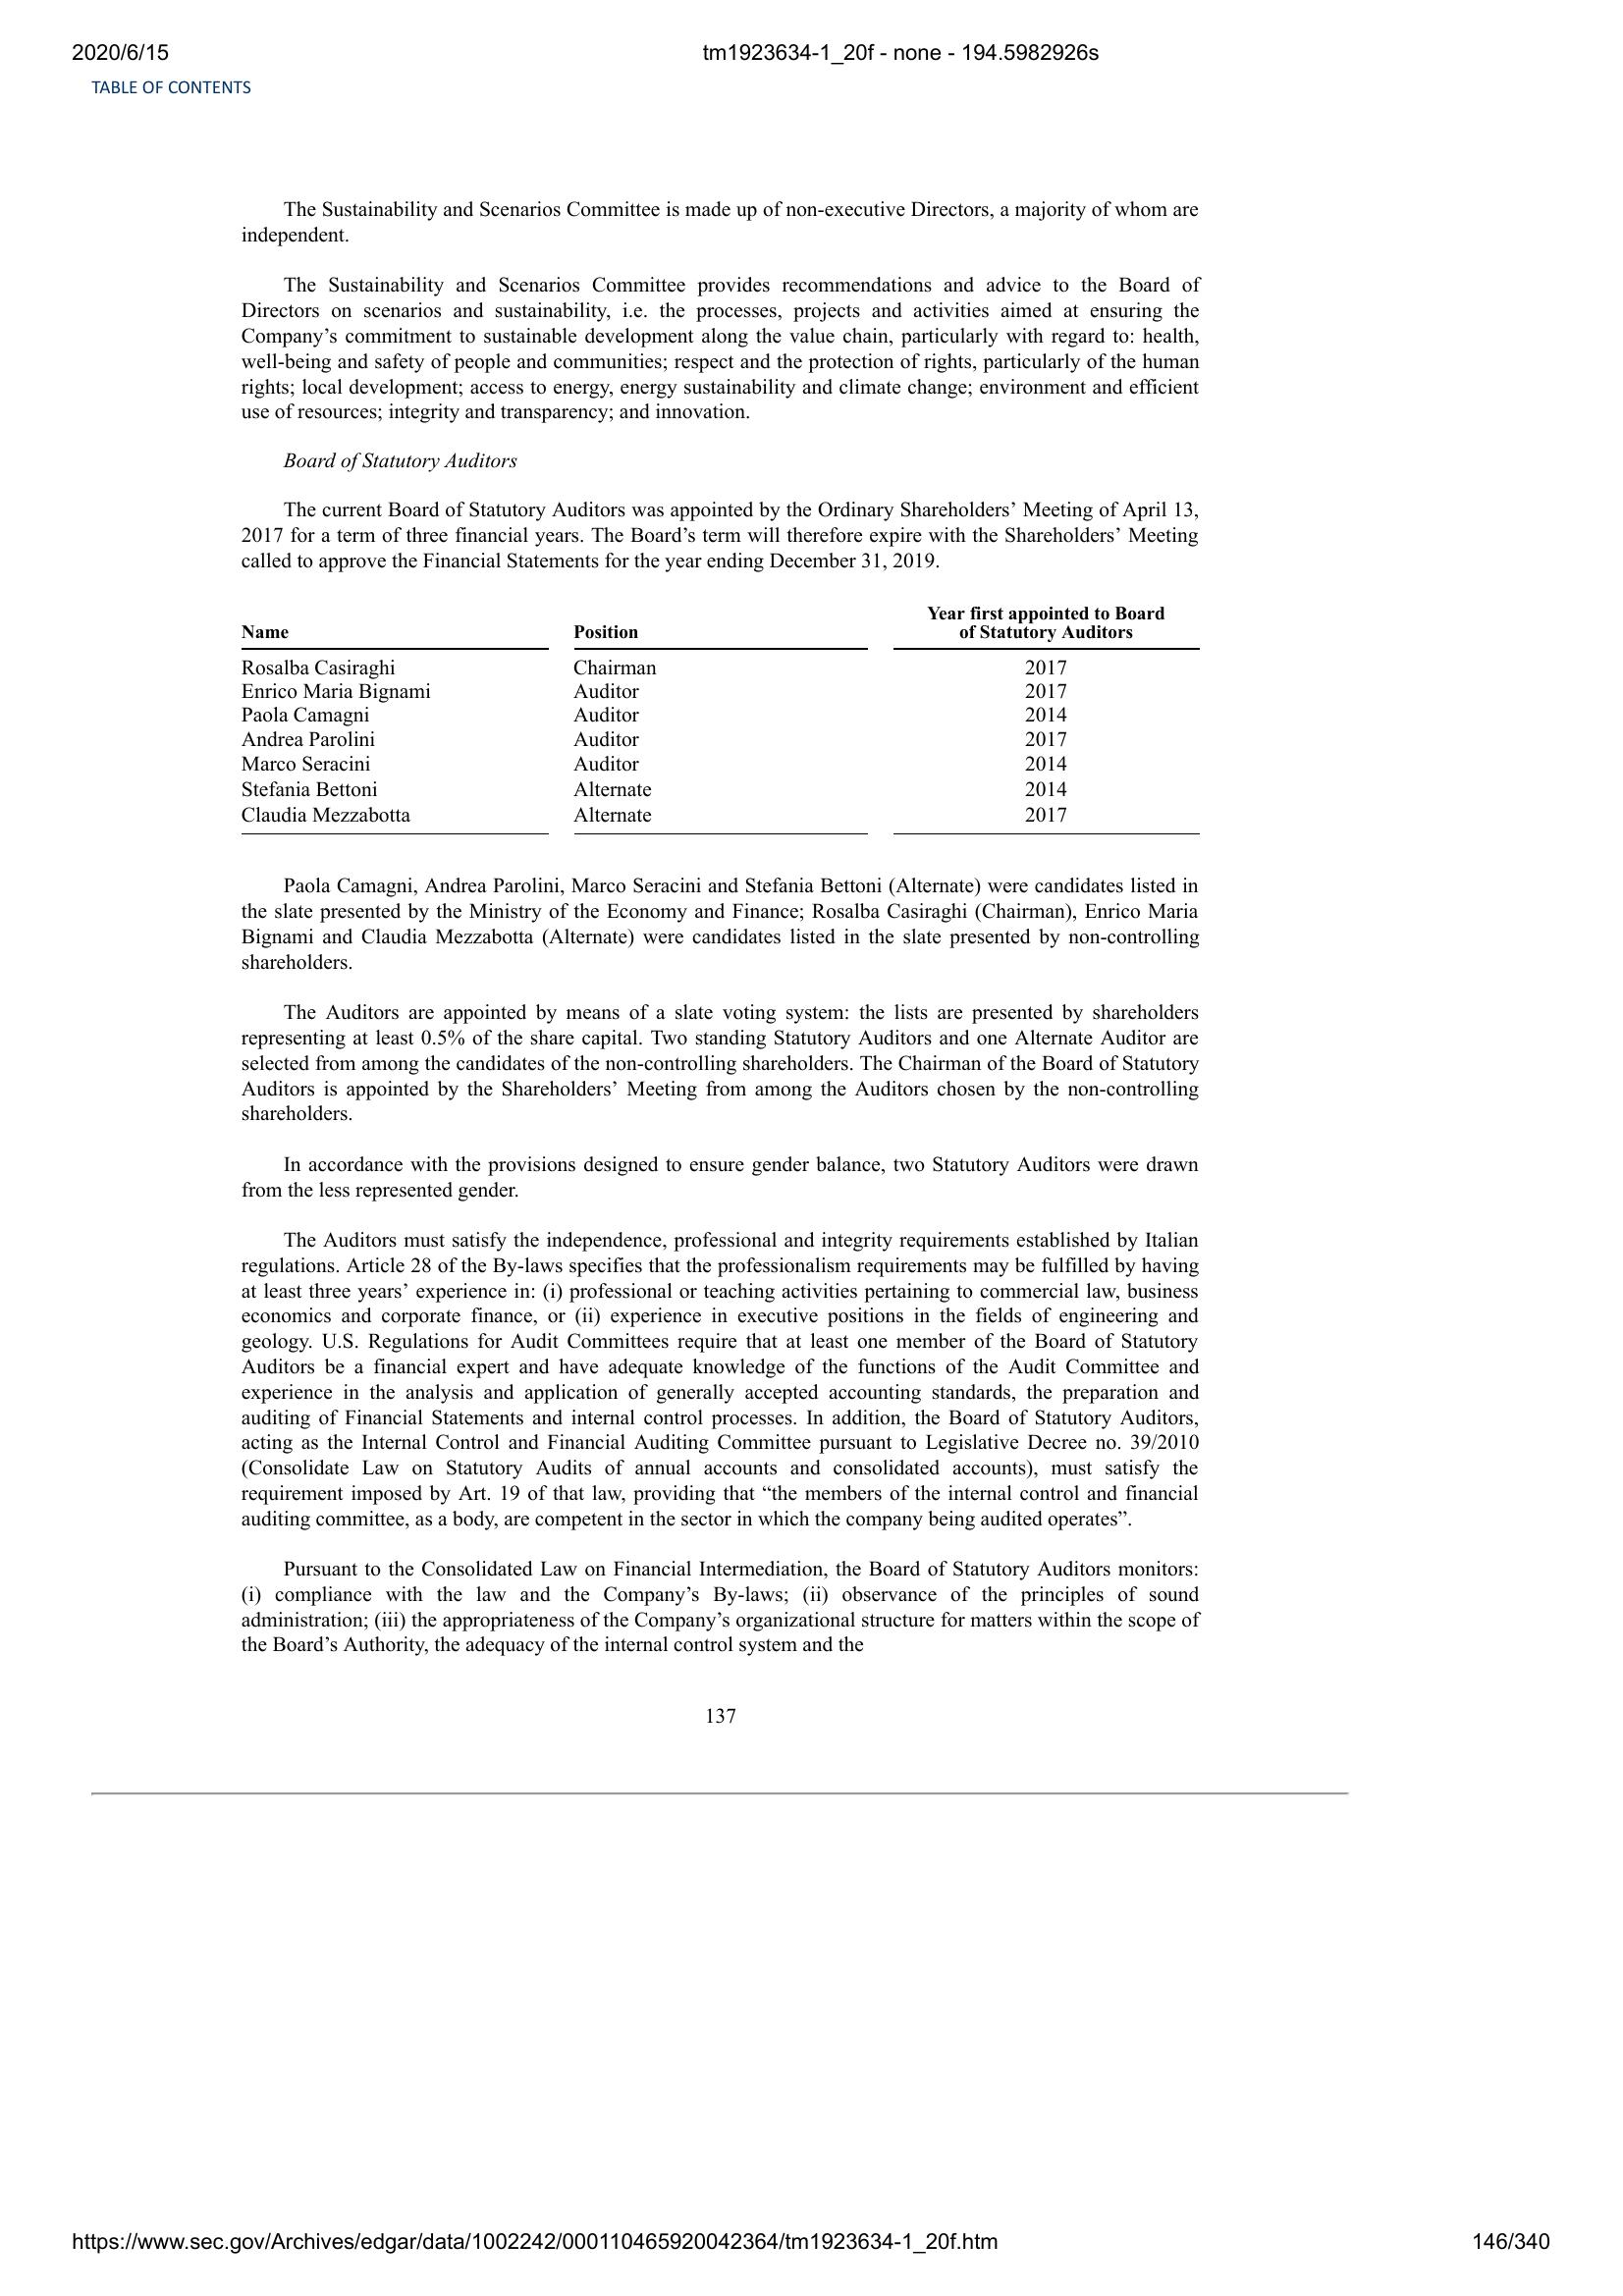 2020/6/15 tm1923634-1_20f - none - 194.5982926s
TABLE OF CONTENTS
The Sustainability and Scenarios Committee is made up of non-executive Directors, a majority of whom are
independent.
The Sustainability and Scenarios Committee provides recommendations and advice to the Board of
Directors on scenarios and sustainability, i.e. the processes, projects and activities aimed at ensuring the
Company’s commitment to sustainable development along the value chain, particularly with regard to: health,
well-being and safety of people and communities; respect and the protection of rights, particularly of the human
rights; local development; access to energy, energy sustainability and climate change; environment and efficient
use of resources; integrity and transparency; and innovation.
Board of Statutory Auditors
The current Board of Statutory Auditors was appointed by the Ordinary Shareholders’ Meeting of April 13,
2017 for a term of three financial years. The Board’s term will therefore expire with the Shareholders’ Meeting
called to approve the Financial Statements for the year ending December 31, 2019.
Year first appointed to Board
Name Position of Statutory Auditors
Rosalba Casiraghi Chairman 2017
Enrico Maria Bignami Auditor 2017
Paola Camagni Auditor 2014
Andrea Parolini Auditor 2017
Marco Seracini Auditor 2014
Stefania Bettoni Alternate 2014
Claudia Mezzabotta Alternate 2017
Paola Camagni, Andrea Parolini, Marco Seracini and Stefania Bettoni (Alternate) were candidates listed in
the slate presented by the Ministry of the Economy and Finance; Rosalba Casiraghi (Chairman), Enrico Maria
Bignami and Claudia Mezzabotta (Alternate) were candidates listed in the slate presented by non-controlling
shareholders.
The Auditors are appointed by means of a slate voting system: the lists are presented by shareholders
representing at least 0.5% of the share capital. Two standing Statutory Auditors and one Alternate Auditor are
selected from among the candidates of the non-controlling shareholders. The Chairman of the Board of Statutory
Auditors is appointed by the Shareholders’ Meeting from among the Auditors chosen by the non-controlling
shareholders.
In accordance with the provisions designed to ensure gender balance, two Statutory Auditors were drawn
from the less represented gender.
The Auditors must satisfy the independence, professional and integrity requirements established by Italian
regulations. Article 28 of the By-laws specifies that the professionalism requirements may be fulfilled by having
at least three years’ experience in: (i) professional or teaching activities pertaining to commercial law, business
economics and corporate finance, or (ii) experience in executive positions in the fields of engineering and
geology. U.S. Regulations for Audit Committees require that at least one member of the Board of Statutory
Auditors be a financial expert and have adequate knowledge of the functions of the Audit Committee and
experience in the analysis and application of generally accepted accounting standards, the preparation and
auditing of Financial Statements and internal control processes. In addition, the Board of Statutory Auditors,
acting as the Internal Control and Financial Auditing Committee pursuant to Legislative Decree no. 39/2010
(Consolidate Law on Statutory Audits of annual accounts and consolidated accounts), must satisfy the
requirement imposed by Art. 19 of that law, providing that “the members of the internal control and financial
auditing committee, as a body, are competent in the sector in which the company being audited operates”.
Pursuant to the Consolidated Law on Financial Intermediation, the Board of Statutory Auditors monitors:
(i) compliance with the law and the Company’s By-laws; (ii) observance of the principles of sound
administration; (iii) the appropriateness of the Company’s organizational structure for matters within the scope of
the Board’s Authority, the adequacy of the internal control system and the
137
https://www.sec.gov/Archives/edgar/data/1002242/000110465920042364/tm1923634-1_20f.htm 146/340